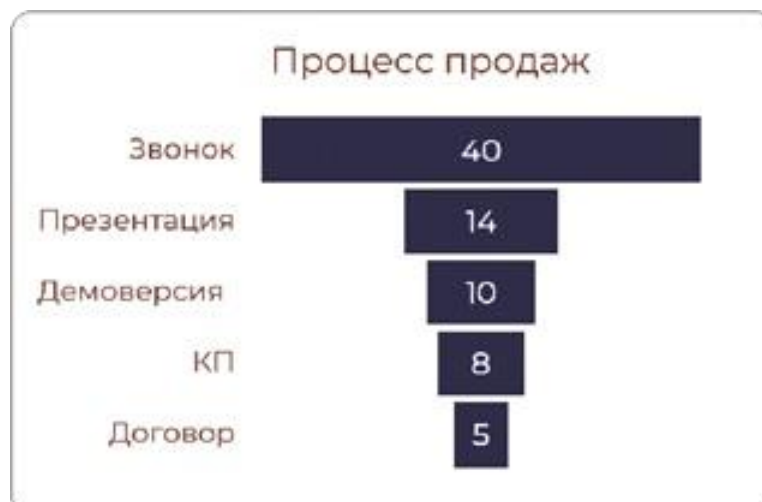 Процесс продаж
Звонок 40
Презентация 14
Демоверсия 10
КП 8
Договор 5